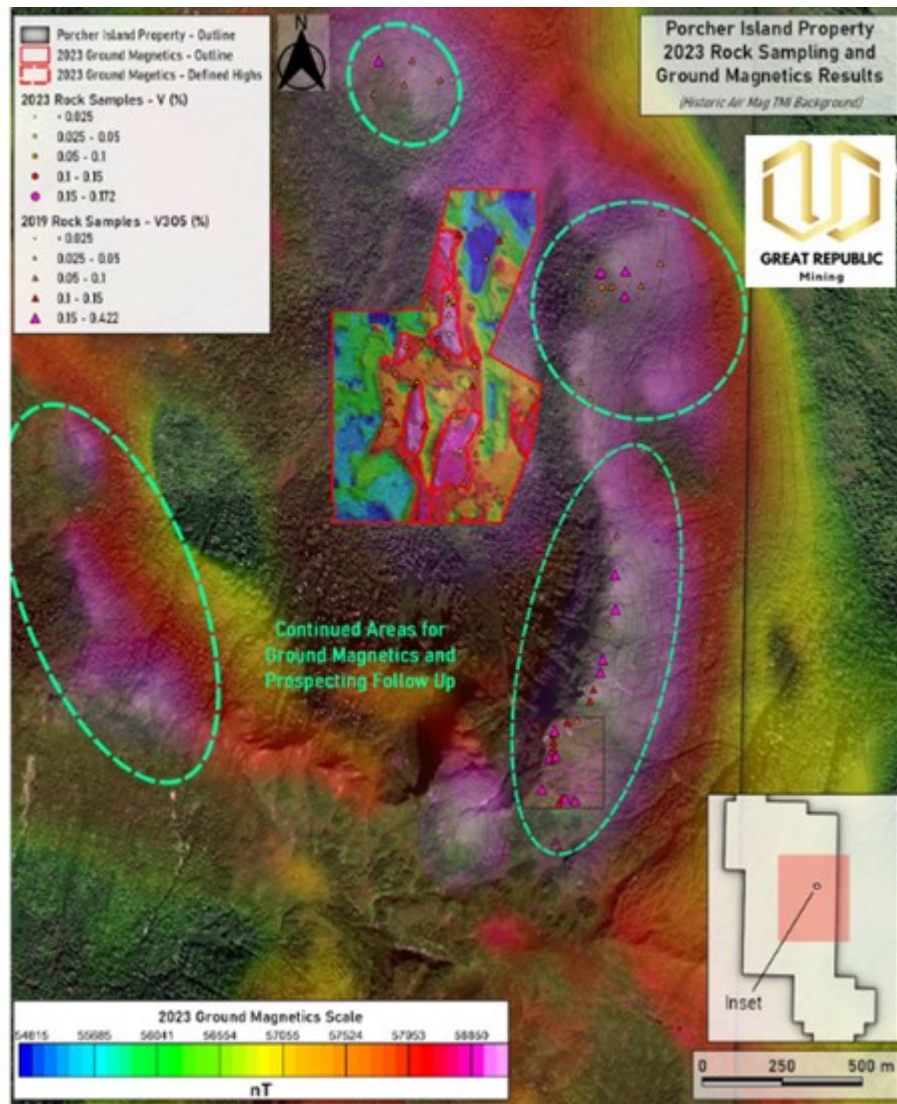 Porcher Island Property - Outline
2023 Ground Magnetics - Outline
2023 Ground Magetics - Defined Highs
2023 Rock Samples - V (%)
< 0.025
0.025 - 0.05
0.05 - 0.1
0.1 - 0.15
0.15 - 0.172
2019 Rock Samples - V3O5 (%)
< 0.025
0.025 - 0.05
0.05 - 0.1
0.1 - 0.15
0.15 - 0.422
N
Porcher Island Property
2023 Rock Sampling and
Ground Magnetics Results
(Historic Air Mag TMI Background)
GREAT REPUBLIC
Mining
Continued Areas for
Ground Magnetics and
Prospecting Follow Up
Inset
2023 Ground Magnetics Scale
54815 55685 56041 56554 57055 57524 57953 58850
nT
0 250 500 m